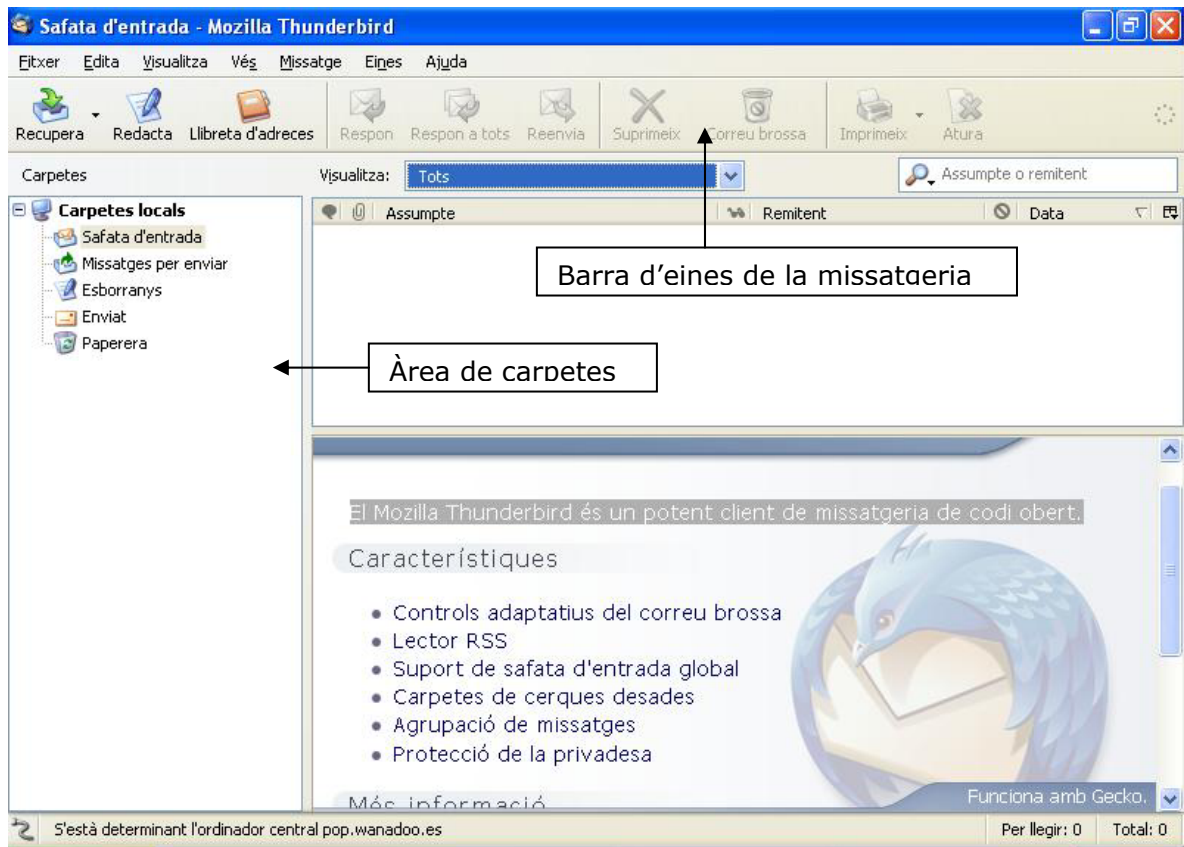 Safata d'entrada - Mozilla Thunderbird
Fitxer Edita Visualitza Vés Missatge Eines Ajuda
Recupera Redacta Llibreta d'adreces Respon Respon a tots Reenvia Suprimeix Correu brossa Imprimeix Atura
Carpetes Visualitza: Tots Assumpte o remitent
Carpetes locals
Safata d'entrada
Missatges per enviar
Esborranys
Enviat
Paperera
Assumpte Remitent Data
Barra d'eines de la missatgeria
Àrea de carpetes
El Mozilla Thunderbird és un potent client de missatgeria de codi obert.
Característiques
Controls adaptatius del correu brossa
Lector RSS
Suport de safata d'entrada global
Carpetes de cerques desades
Agrupació de missatges
Protecció de la privadesa
Més informació
Funciona amb Gecko.
S'està determinant l'ordinador central pop.wanadoo.es Per llegir: 0 Total: 0